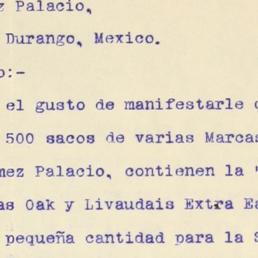 z Palacio,
Durango, Mexico.
o:-
el gusto de manifestarle
500 sacos de varias Marcas
mez Palacio, contienen la "
as Oak y Livaudais Extra Ea
pequeña cantidad para la S